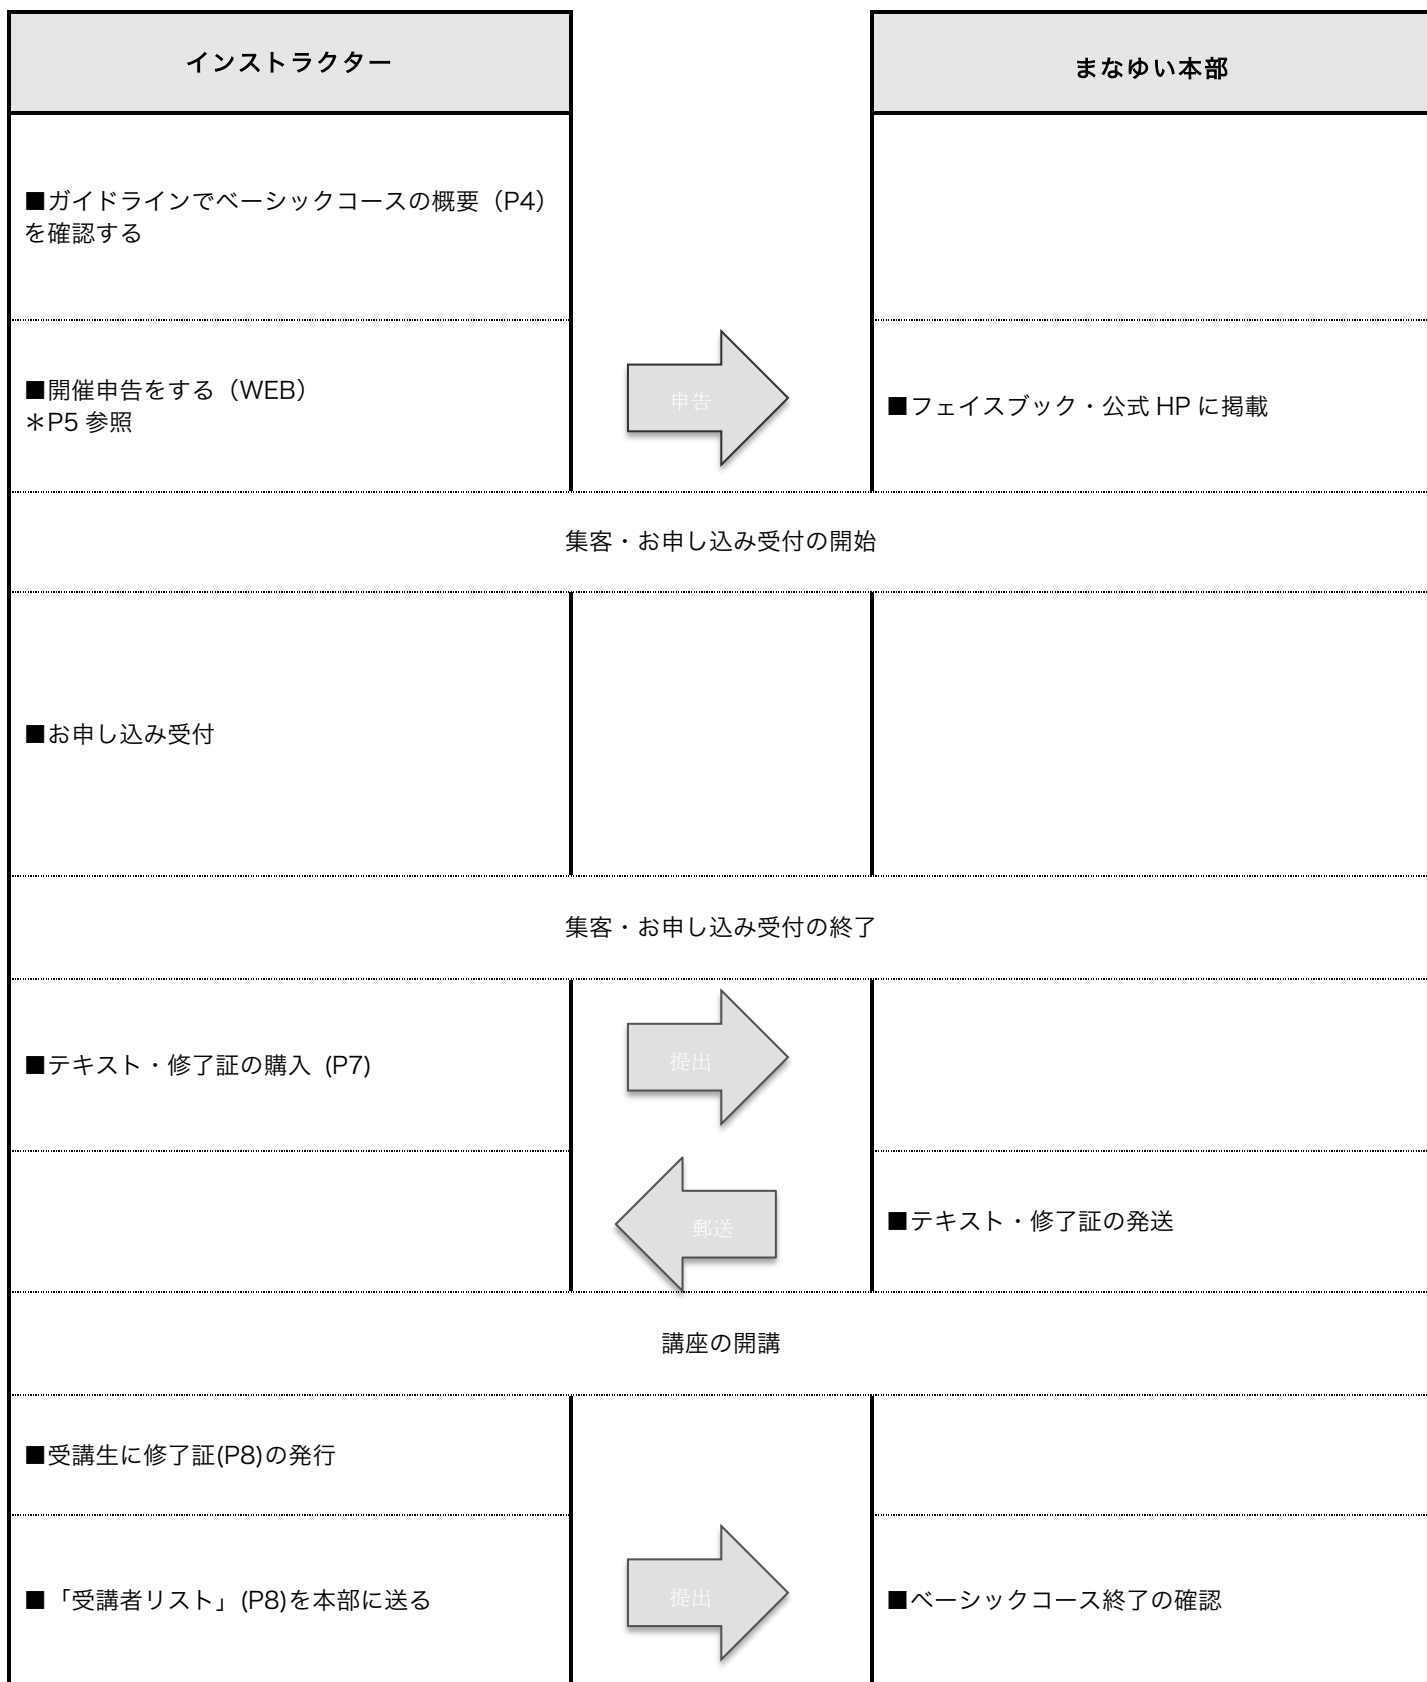 インストラクター
まなゆい本部
■ガイドラインでベーシックコースの概要（P4）
を確認する
■開催申告をする（WEB）
＊P5 参照
申告
■フェイスブック・公式 HP に掲載
集客・お申し込み受付の開始
■お申し込み受付
集客・お申し込み受付の終了
■テキスト・修了証の購入 (P7)
提出
郵送
■テキスト・修了証の発送
講座の開講
■受講生に修了証(P8)の発行
■「受講者リスト」(P8)を本部に送る
提出
■ベーシックコース終了の確認